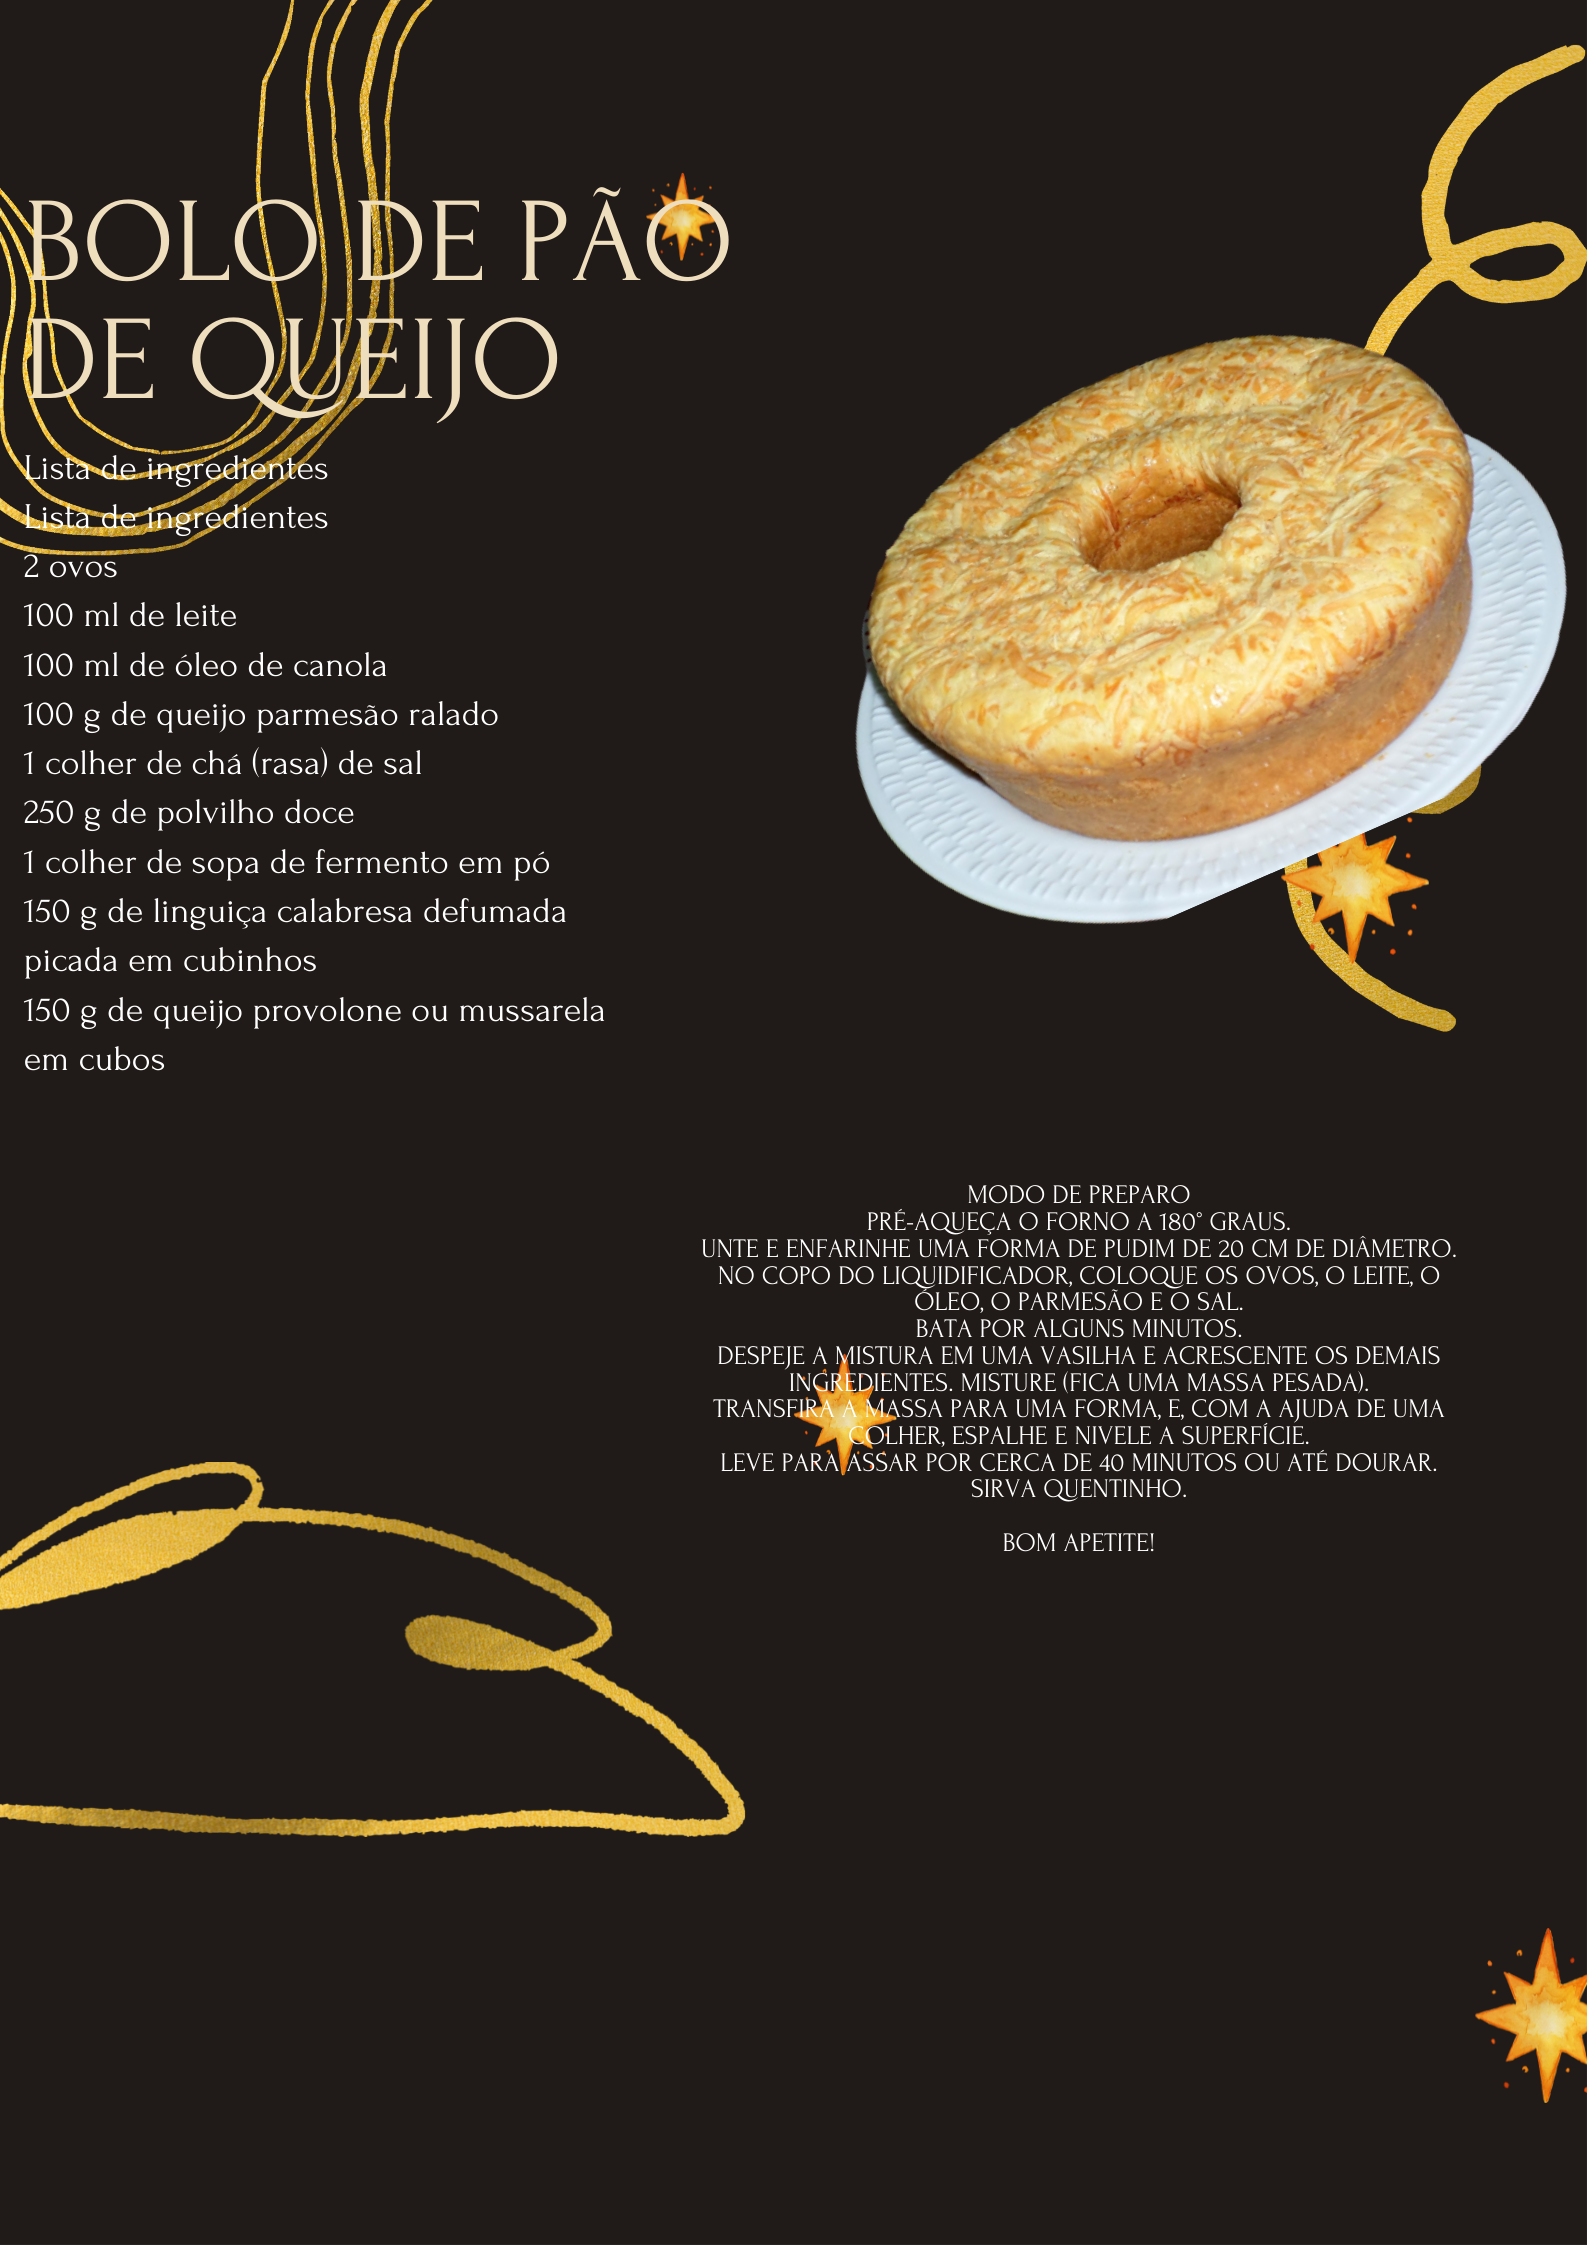 BOLO DE PÃO
DE QUEIJO
Lista de ingredientes
Lista de ingredientes
2 ovos
100 ml de leite
100 ml de óleo de canola
100 g de queijo parmesão ralado
1 colher de chá (rasa) de sal
250 g de polvilho doce
1 colher de sopa de fermento em pó
150 g de linguiça calabresa defumada
picada em cubinhos
150 g de queijo provolone ou mussarela
em cubos
MODO DE PREPARO
PRÉ-AQUEÇA O FORNO A 180° GRAUS.
UNTE E ENFARINHE UMA FORMA DE PUDIM DE 20 CM DE DIÂMETRO.
NO COPO DO LIQUIDIFICADOR, COLOQUE OS OVOS, O LEITE, O
ÓLEO, O PARMESÃO E O SAL.
BATA POR ALGUNS MINUTOS.
DESPEJE A MISTURA EM UMA VASILHA E ACRESCENTE OS DEMAIS
INGREDIENTES. MISTURE (FICA UMA MASSA PESADA).
TRANSFIRA A MASSA PARA UMA FORMA, E, COM A AJUDA DE UMA
COLHER, ESPALHE E NIVELE A SUPERFÍCIE.
LEVE PARA ASSAR POR CERCA DE 40 MINUTOS OU ATÉ DOURAR.
SIRVA QUENTINHO.
BOM APETITE!